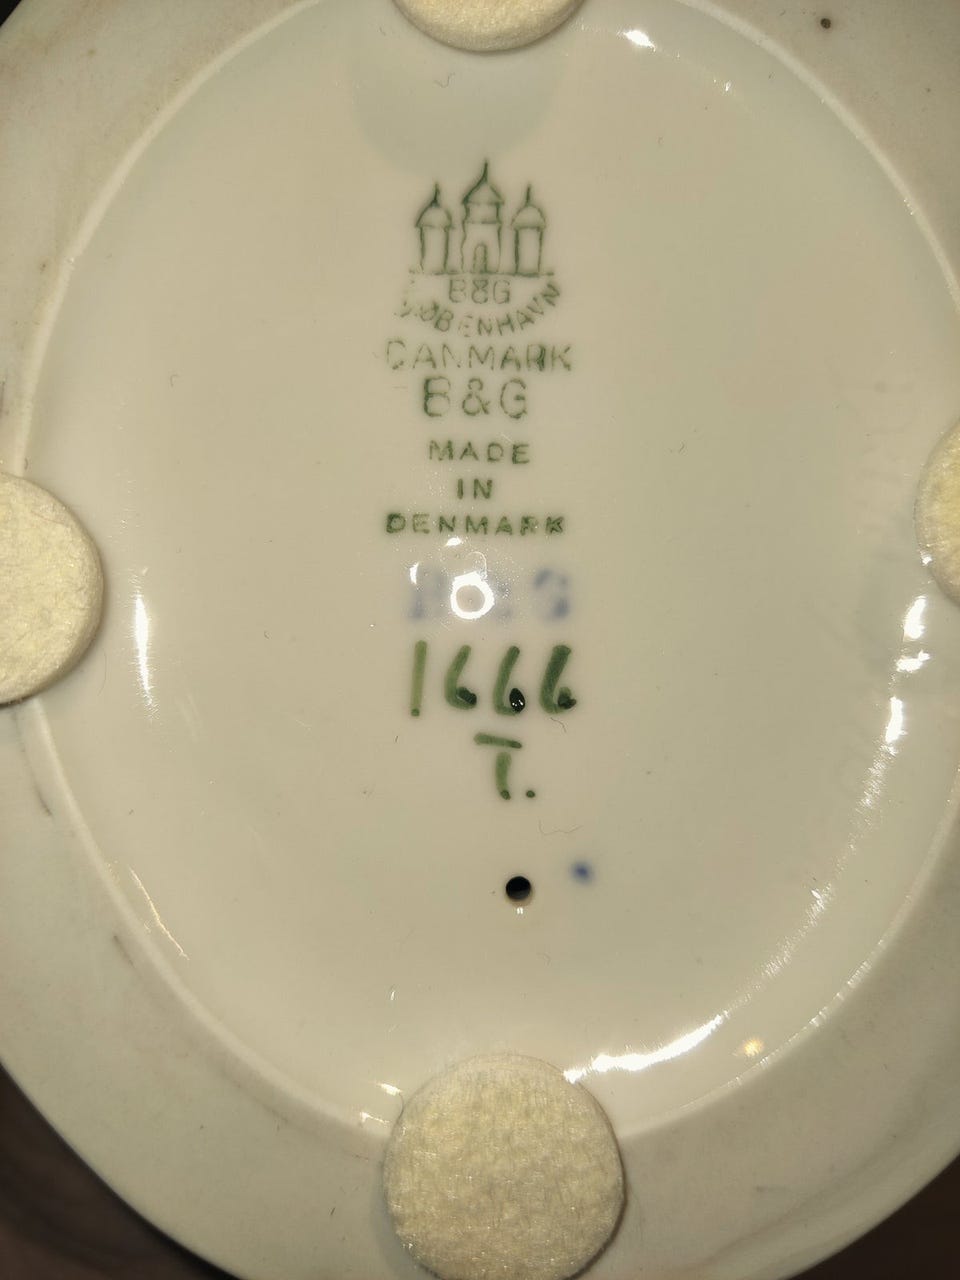 B&G
KØBENHAVN
DANMARK
B&G
MADE
IN
DENMARK
B&G
1666
T.